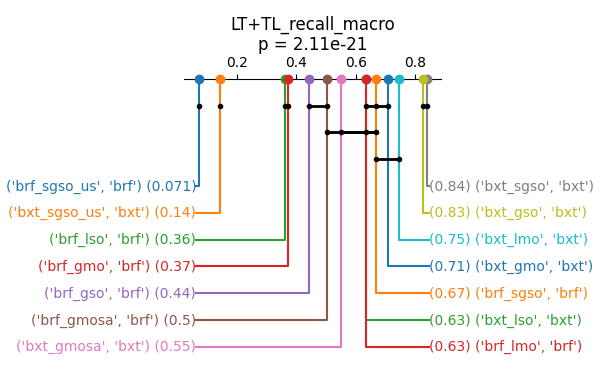 LT+TL_recall_macro
p = 2.11e-21
0.2 0.4 0.6 0.8
('brf_sgso_us', 'brf') (0.071) (0.84) ('bxt_sgso', 'bxt')
('bxt_sgso_us', 'bxt') (0.14) (0.83) ('bxt_gso', 'bxt')
('brf_lso', 'brf') (0.36) (0.75) ('bxt_lmo', 'bxt')
('brf_gmo', 'brf') (0.37) (0.71) ('bxt_gmo', 'bxt')
('brf_gso', 'brf') (0.44) (0.67) ('brf_sgso', 'brf')
('brf_gmosa', 'brf') (0.5) (0.63) ('bxt_lso', 'bxt')
('bxt_gmosa', 'bxt') (0.55) (0.63) ('brf_lmo', 'brf')